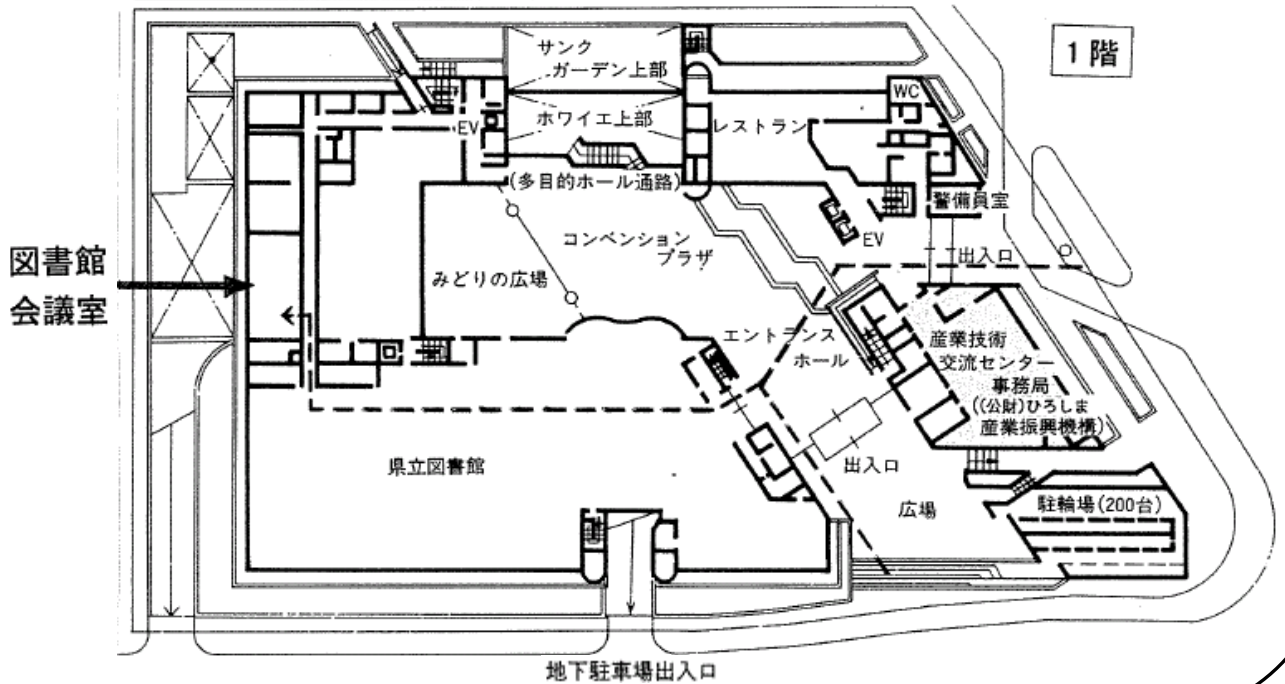 1階
サンク
ガーデン上部
WC
ホワイエ上部
EV
レストラン
(多目的ホール通路)
警備員室
コンベンション
プラザ
EV
出入口
図書館
会議室
みどりの広場
エントランス
ホール
産業技術
交流センター
事務局
((公財)ひろしま
産業振興機構)
県立図書館
出入口
広場
駐輪場(200台)
地下駐車場出入口